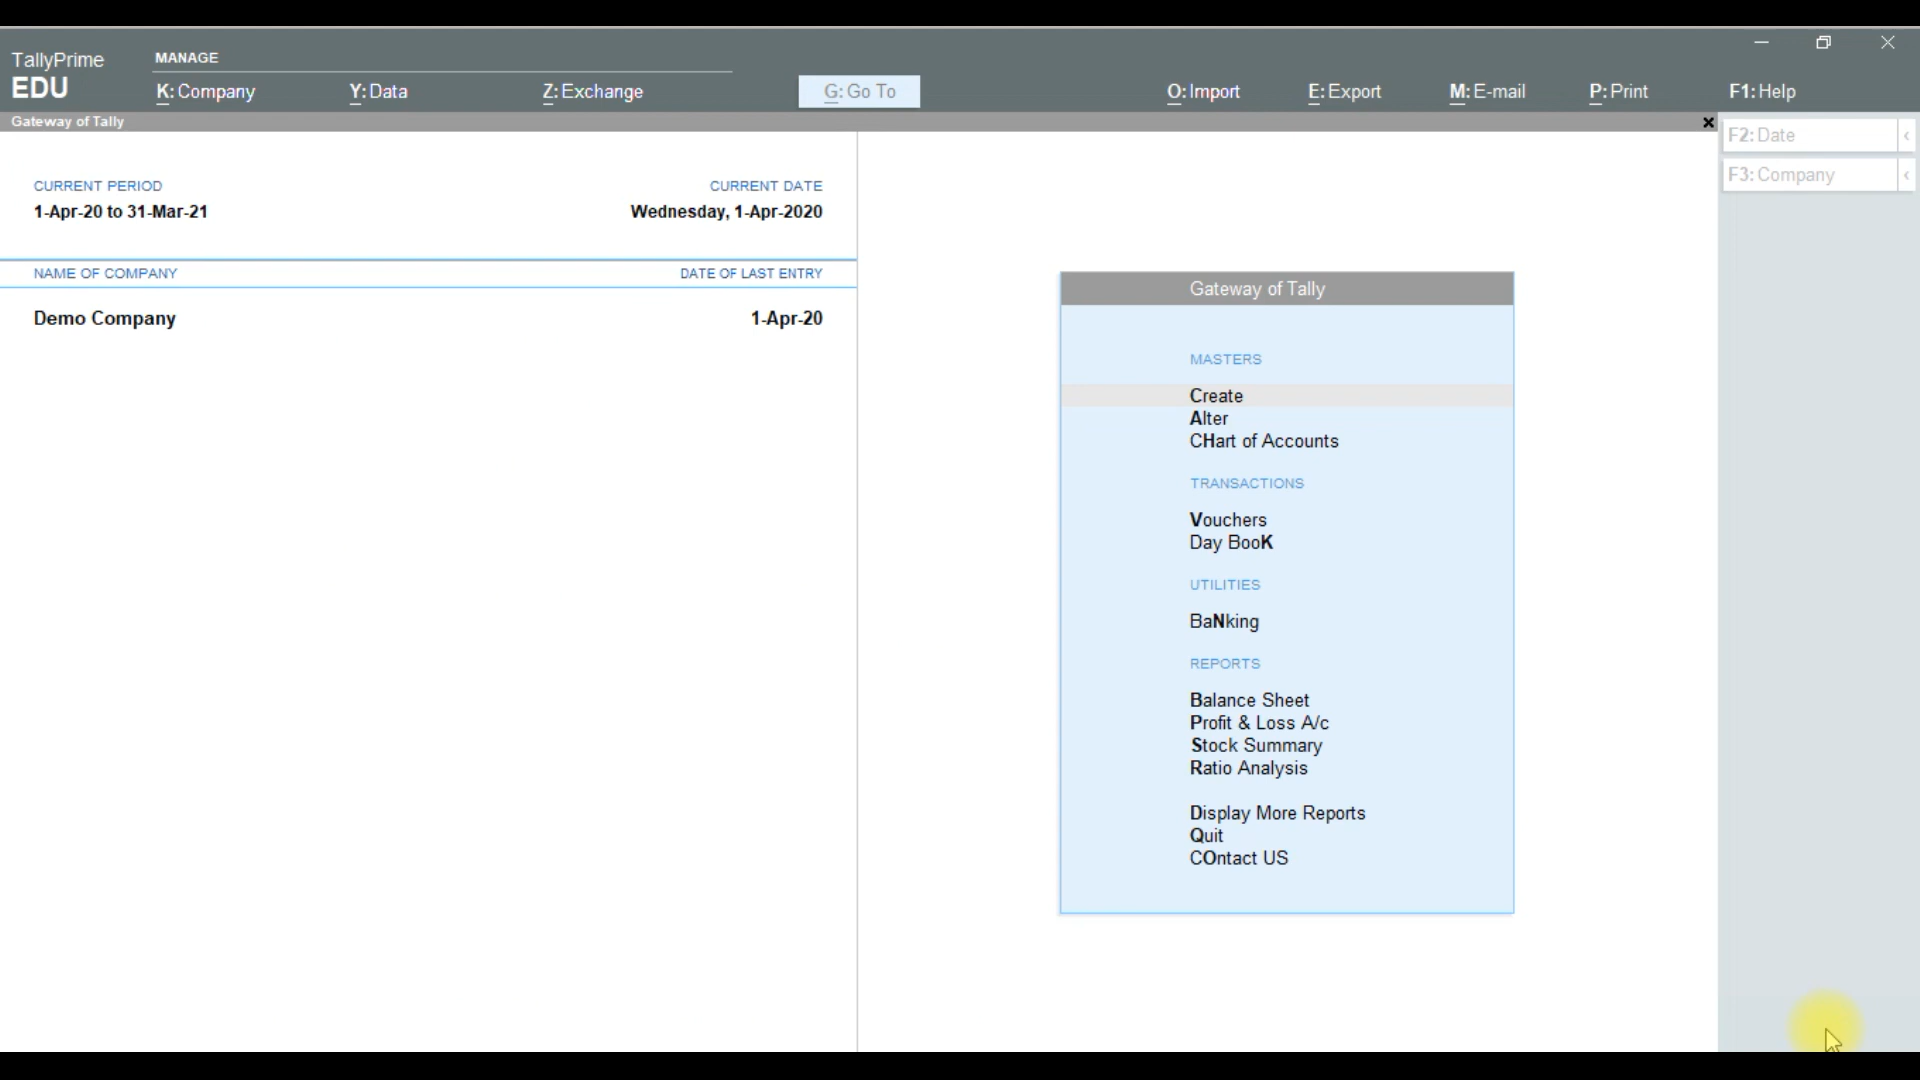 TallyPrime
EDU
MANAGE
K: Company
Y: Data
Z: Exchange
G: Go To
O: Import
E: Export
M: E-mail
P: Print
F1: Help
Gateway of Tally
F2: Date
F3: Company
CURRENT PERIOD
CURRENT DATE
1-Apr-20 to 31-Mar-21
Wednesday, 1-Apr-2020
NAME OF COMPANY
DATE OF LAST ENTRY
Demo Company
1-Apr-20
Gateway of Tally
MASTERS
Create
Alter
CHart of Accounts
TRANSACTIONS
Vouchers
Day BooK
UTILITIES
BaNking
REPORTS
Balance Sheet
Profit & Loss A/c
Stock Summary
Ratio Analysis
Display More Reports
Quit
COntact US